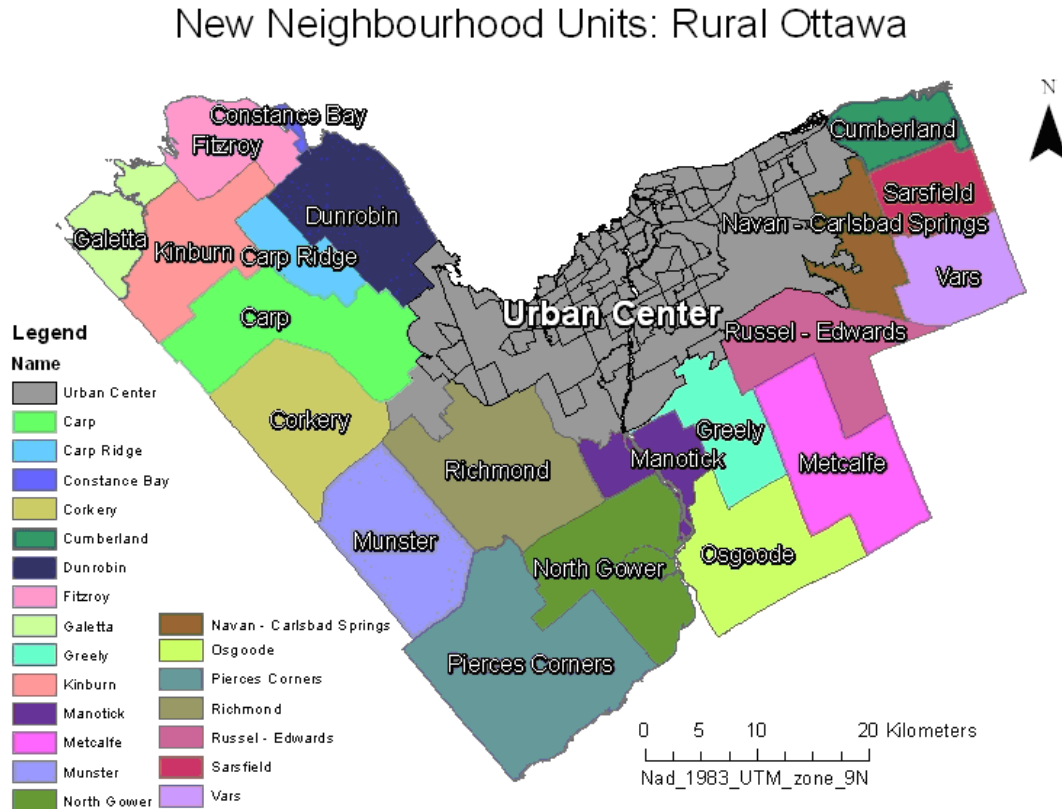 New Neighbourhood Units: Rural Ottawa
N
Constance Bay
Fitzroy
Cumberland
Sarsfield
Dunrobin
Navan - Carlsbad Springs
Galetta
Kinburn
Carp Ridge
Vars
Carp
Urban Center
Russel - Edwards
Corkery
Greely
Richmond
Manotick
Metcalfe
Munster
Osgoode
North Gower
Pierces Corners
Legend
Name
Urban Center
Carp
Carp Ridge
Constance Bay
Corkery
Cumberland
Dunrobin
Fitzroy
Galetta
Greely
Kinburn
Manotick
Metcalfe
Munster
North Gower
Navan - Carlsbad Springs
Osgoode
Pierces Corners
Richmond
Russel - Edwards
Sarsfield
Vars
0 5 10 20 Kilometers
Nad_1983_UTM_zone_9N